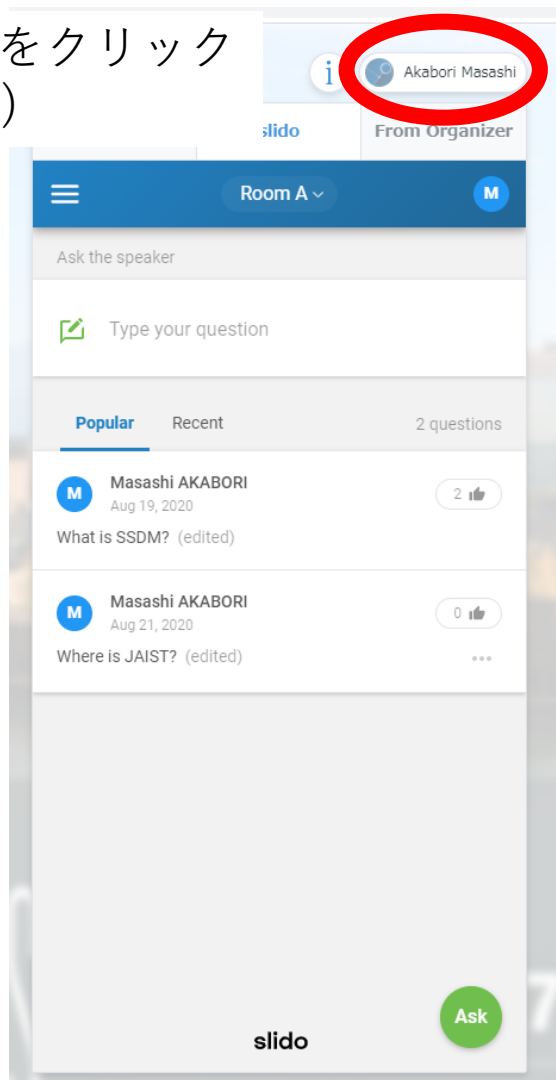 をクリック
)
i
Akabori Masashi
slido
From Organizer
Room A
M
Ask the speaker
Type your question
Popular
Recent
2 questions
M
Masashi AKABORI
Aug 19, 2020
2
What is SSDM? (edited)
M
Masashi AKABORI
Aug 21, 2020
0
Where is JAIST? (edited)
Ask
slido